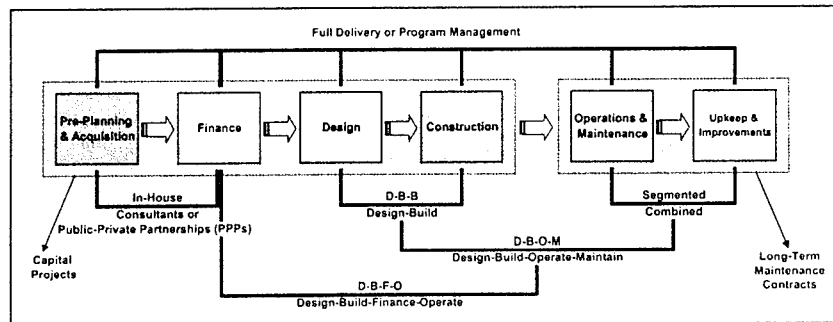 Full Delivery or Program Management
Pre-Planning
& Acquisition
Finance
Design
Construction
Operations &
Maintenance
Upkeep &
Improvements
In-House
Consultants or
Public-Private Partnerships (PPPs)
D-B-B
Design-Build
Segmented
Combined
D-B-O-M
Design-Build-Operate-Maintain
Capital
Projects
Long-Term
Maintenance
Contracts
D-B-F-O
Design-Build-Finance-Operate